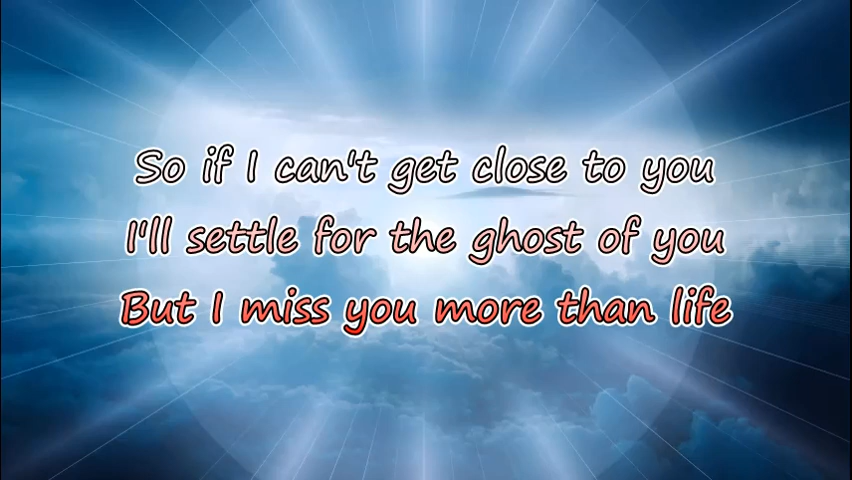 So if I can't get close to you
I'll settle for the ghost of you
But I miss you more than life